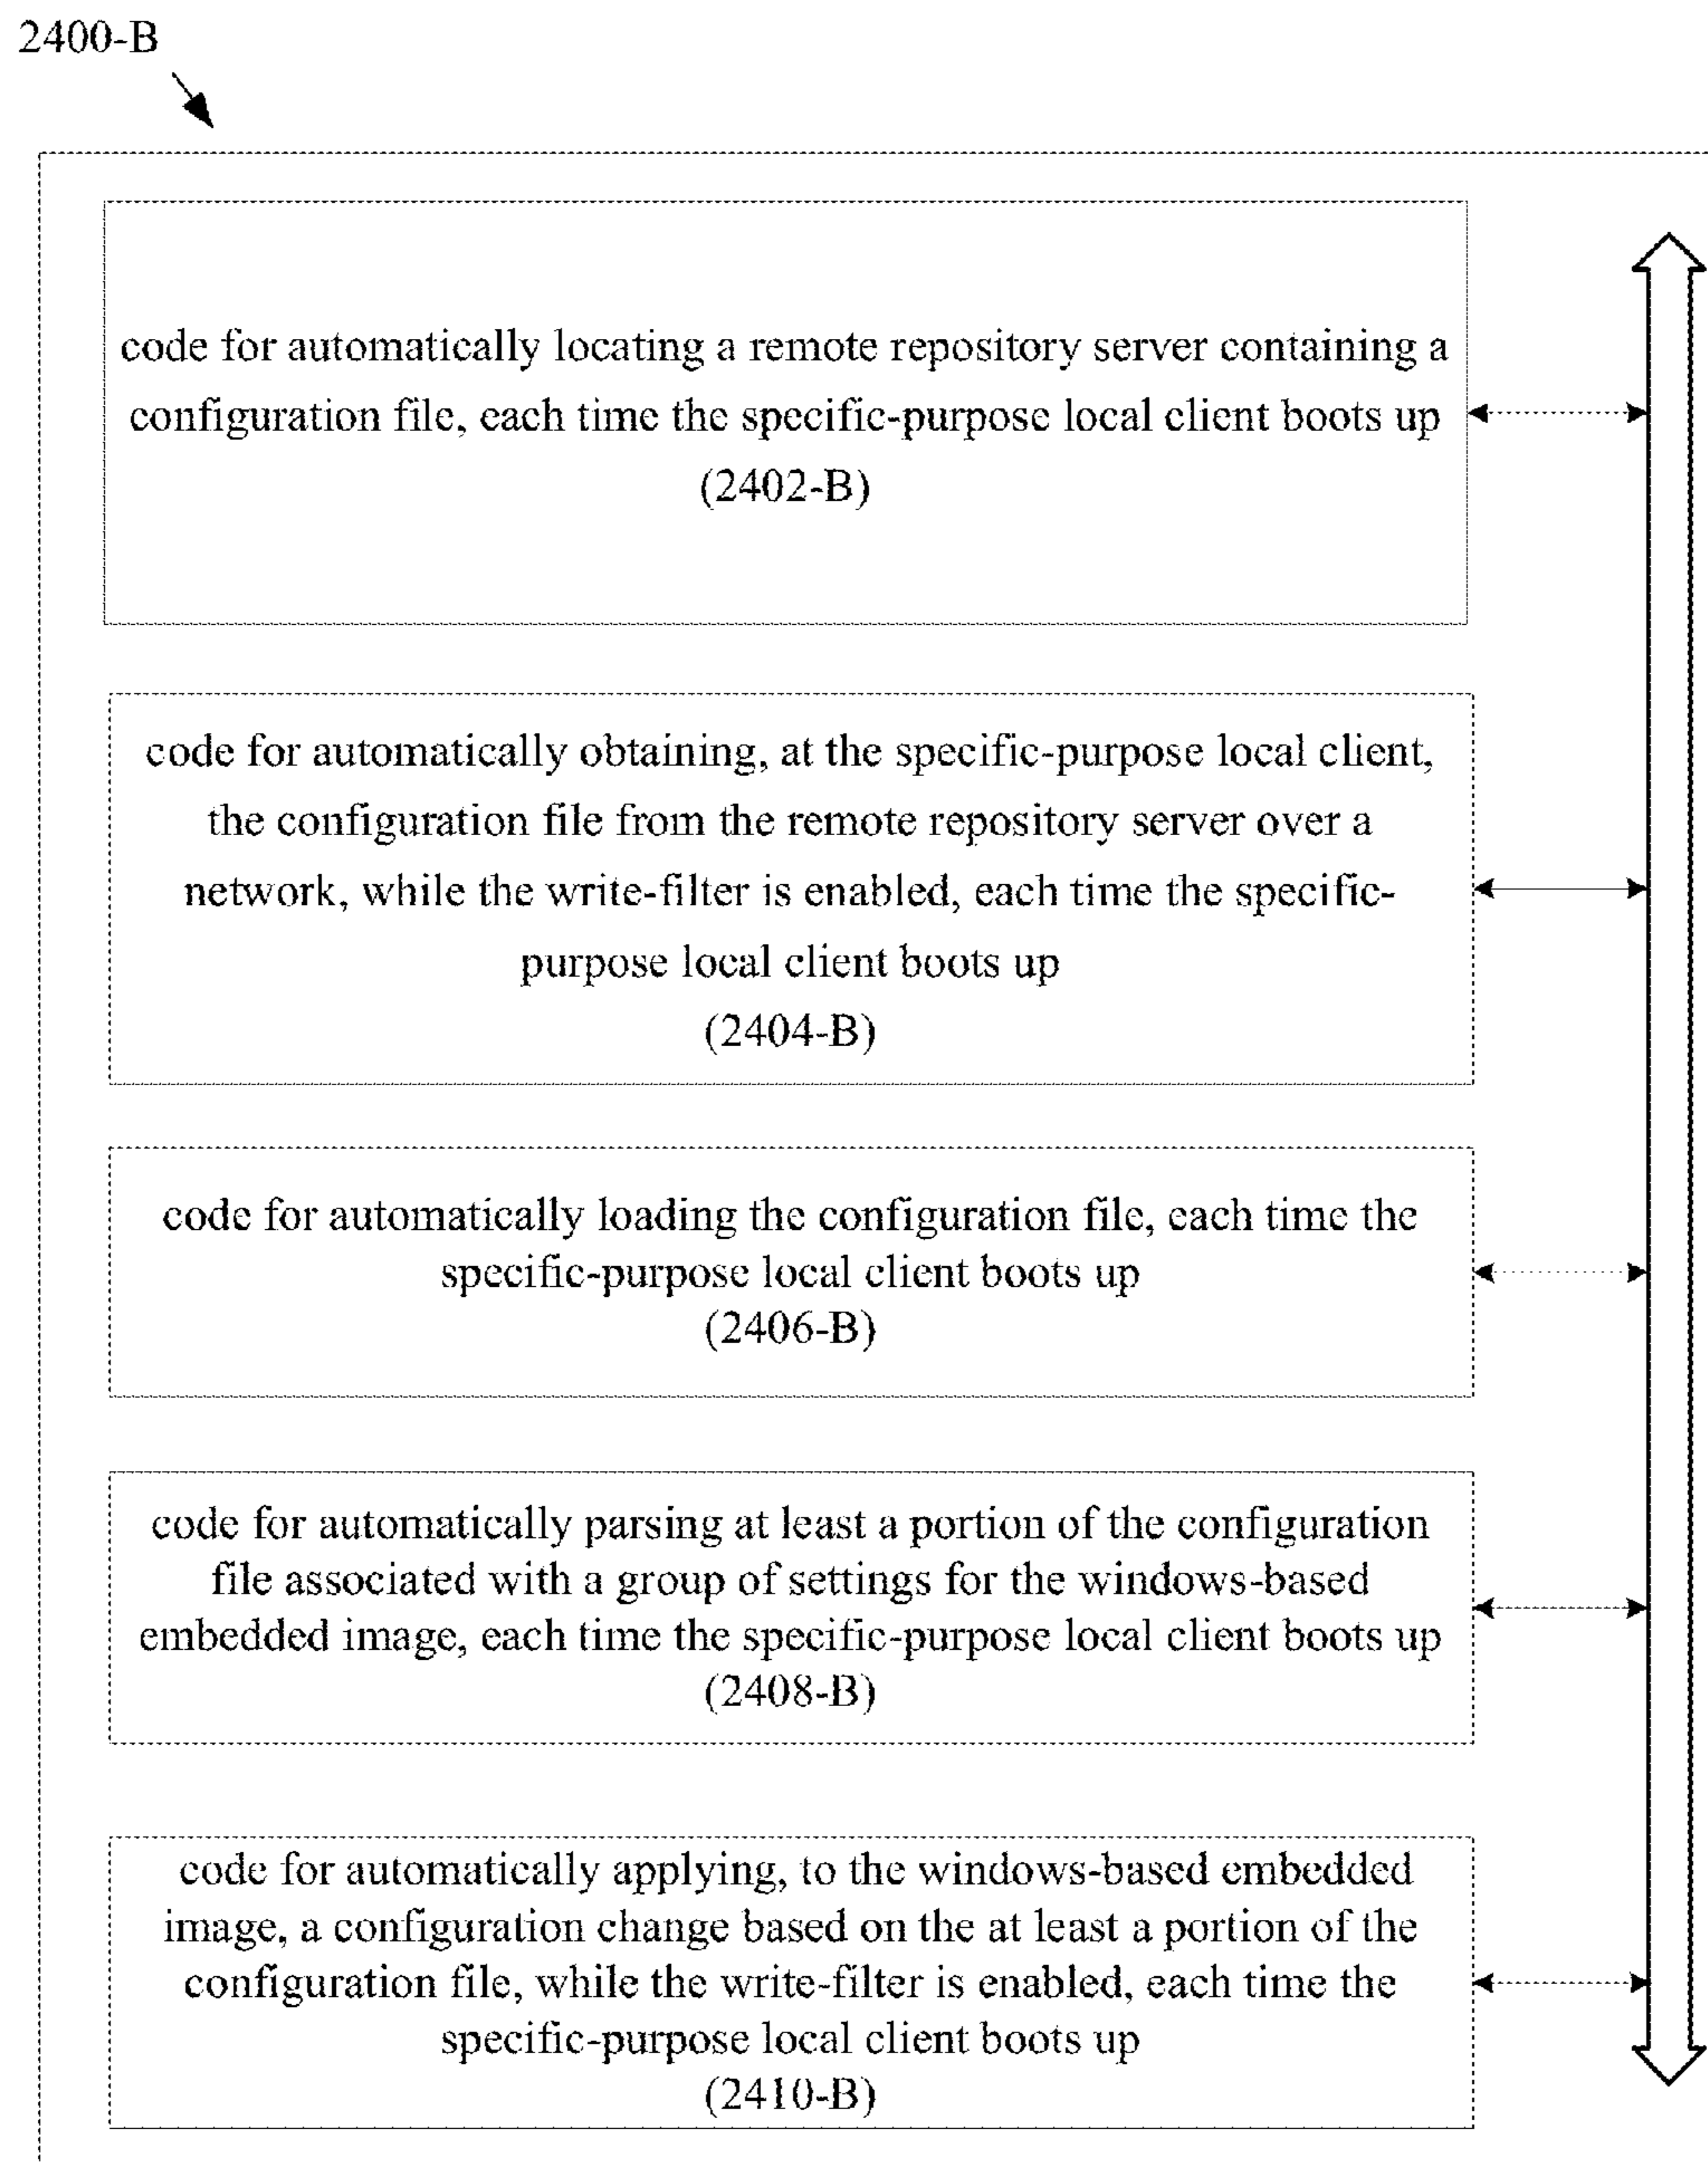 2400-B
code for automatically locating a remote repository server containing a
configuration file, each time the specific-purpose local client boots up
(2402-B)
code for automatically obtaining, at the specific-purpose local client,
the configuration file from the remote repository server over a
network, while the write-filter is enabled, each time the specific-
purpose local client boots up
(2404-B)
code for automatically loading the configuration file, each time the
specific-purpose local client boots up
(2406-B)
code for automatically parsing at least a portion of the configuration
file associated with a group of settings for the windows-based
embedded image, each time the specific-purpose local client boots up
(2408-B)
code for automatically applying, to the windows-based embedded
image, a configuration change based on the at least a portion of the
configuration file, while the write-filter is enabled, each time the
specific-purpose local client boots up
(2410-B)